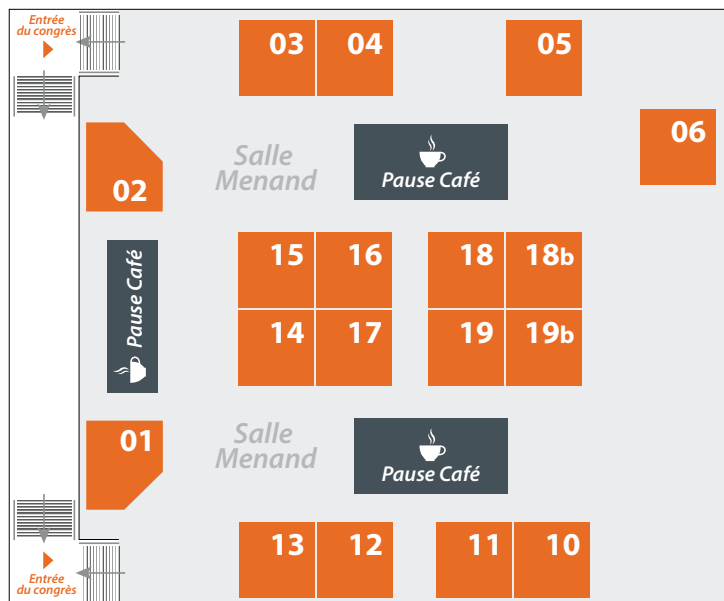 Entrée
du congrès
03
04
05
06
02
Salle
Menand
Pause Café
Pause Café
15
16
18
18b
14
17
19
19b
01
Salle
Menand
Pause Café
13
12
11
10
Entrée
du congrès